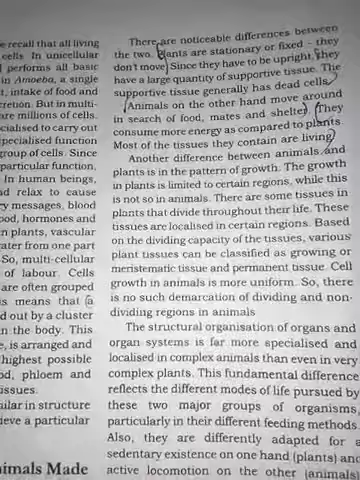 e recall that all living
cells. In unicellular
performs all basic
in Amoeba, a single
t, intake of food and
cretion. But in multi-
are millions of cells.
ecialised to carry out
specialised function
group of cells. Since
particular function,
In human beings,
ad relax to cause
ry messages, blood
ood, hormones and
n plants, vascular
ater from one part
So, multi-cellular
of labour. Cells
are often grouped
s means that a
d out by a cluster
n the body. This
e, is arranged and
highest possible
od, phloem and
issues.
ular in structure
ieve a particular
nimals Made
There are noticeable differences between
the two. Plants are stationary or fixed – they
don't move. Since they have to be upright, they
have a large quantity of supportive tissue. The
supportive tissue generally has dead cells.
Animals on the other hand move around
in search of food, mates and shelter. They
consume more energy as compared to plants.
Most of the tissues they contain are living.
Another difference between animals and
plants is in the pattern of growth. The growth
in plants is limited to certain regions, while this
is not so in animals. There are some tissues in
plants that divide throughout their life. These
tissues are localised in certain regions. Based
on the dividing capacity of the tissues, various
plant tissues can be classified as growing or
meristematic tissue and permanent tissue. Cell
growth in animals is more uniform. So, there
is no such demarcation of dividing and non-
dividing regions in animals
The structural organisation of organs and
organ systems is far more specialised and
localised in complex animals than even in very
complex plants. This fundamental difference
reflects the different modes of life pursued by
these two major groups of organisms,
particularly in their different feeding methods.
Also, they are differently adapted for a
sedentary existence on one hand (plants) and
active locomotion on the other (animals)